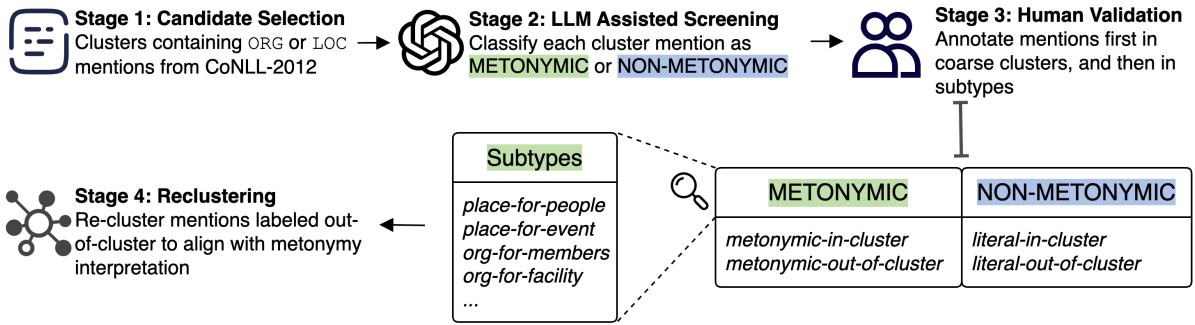 Stage 1: Candidate Selection
Clusters containing ORG or LOC
mentions from CoNLL-2012
Stage 2: LLM Assisted Screening
Classify each cluster mention as
METONYMIC or NON-METONYMIC
Stage 3: Human Validation
Annotate mentions first in
coarse clusters, and then in
subtypes
METONYMIC
NON-METONYMIC
metonymic-in-cluster
metonymic-out-of-cluster
literal-in-cluster
literal-out-of-cluster
Subtypes
place-for-people
place-for-event
org-for-members
org-for-facility
...
Stage 4: Reclustering
Re-cluster mentions labeled out-
of-cluster to align with metonymy
interpretation